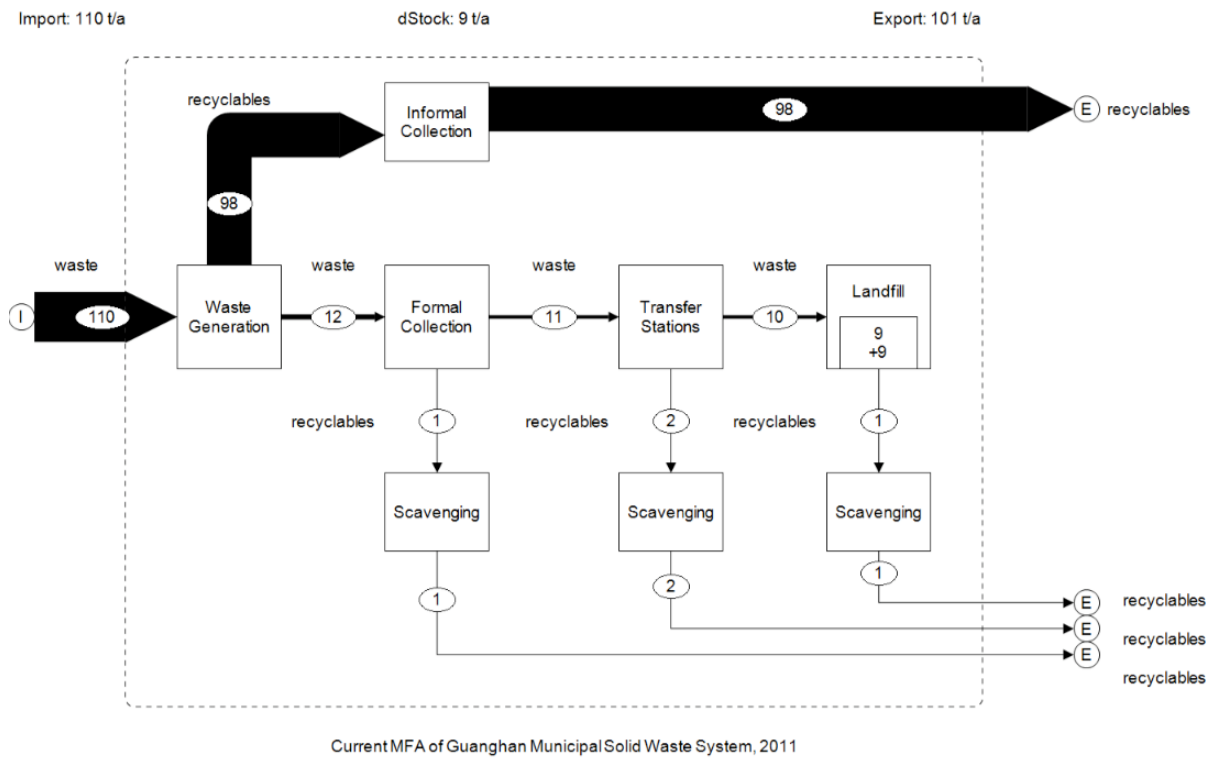 Import: 110 t/a
dStock: 9 t/a
Export: 101 t/a
recyclables
Informal
Collection
98
E
recyclables
98
waste
I
110
Waste
Generation
waste
12
Formal
Collection
waste
11
Transfer
Stations
waste
10
Landfill
9
+9
recyclables
1
recyclables
2
recyclables
1
Scavenging
Scavenging
Scavenging
1
2
1
E
recyclables
E
recyclables
E
recyclables
Current MFA of Guanghan Municipal Solid Waste System, 2011